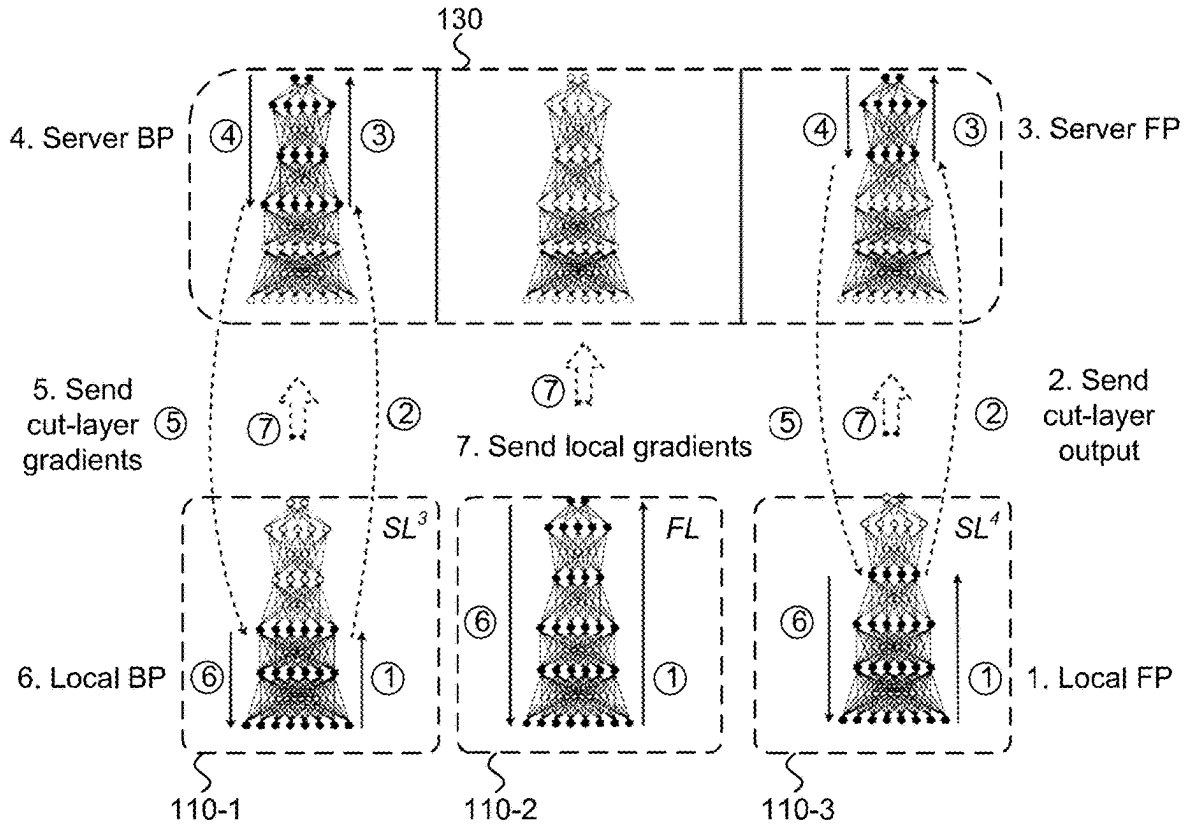 130
4. Server BP
④
③
④
③
3. Server FP
5. Send
cut-layer
gradients
⑤
⑦
②
⑦
7. Send local gradients
⑤
⑦
②
2. Send
cut-layer
output
SL³
FL
SL⁴
6. Local BP
⑥
①
⑥
①
⑥
①
1. Local FP
110-1
110-2
110-3